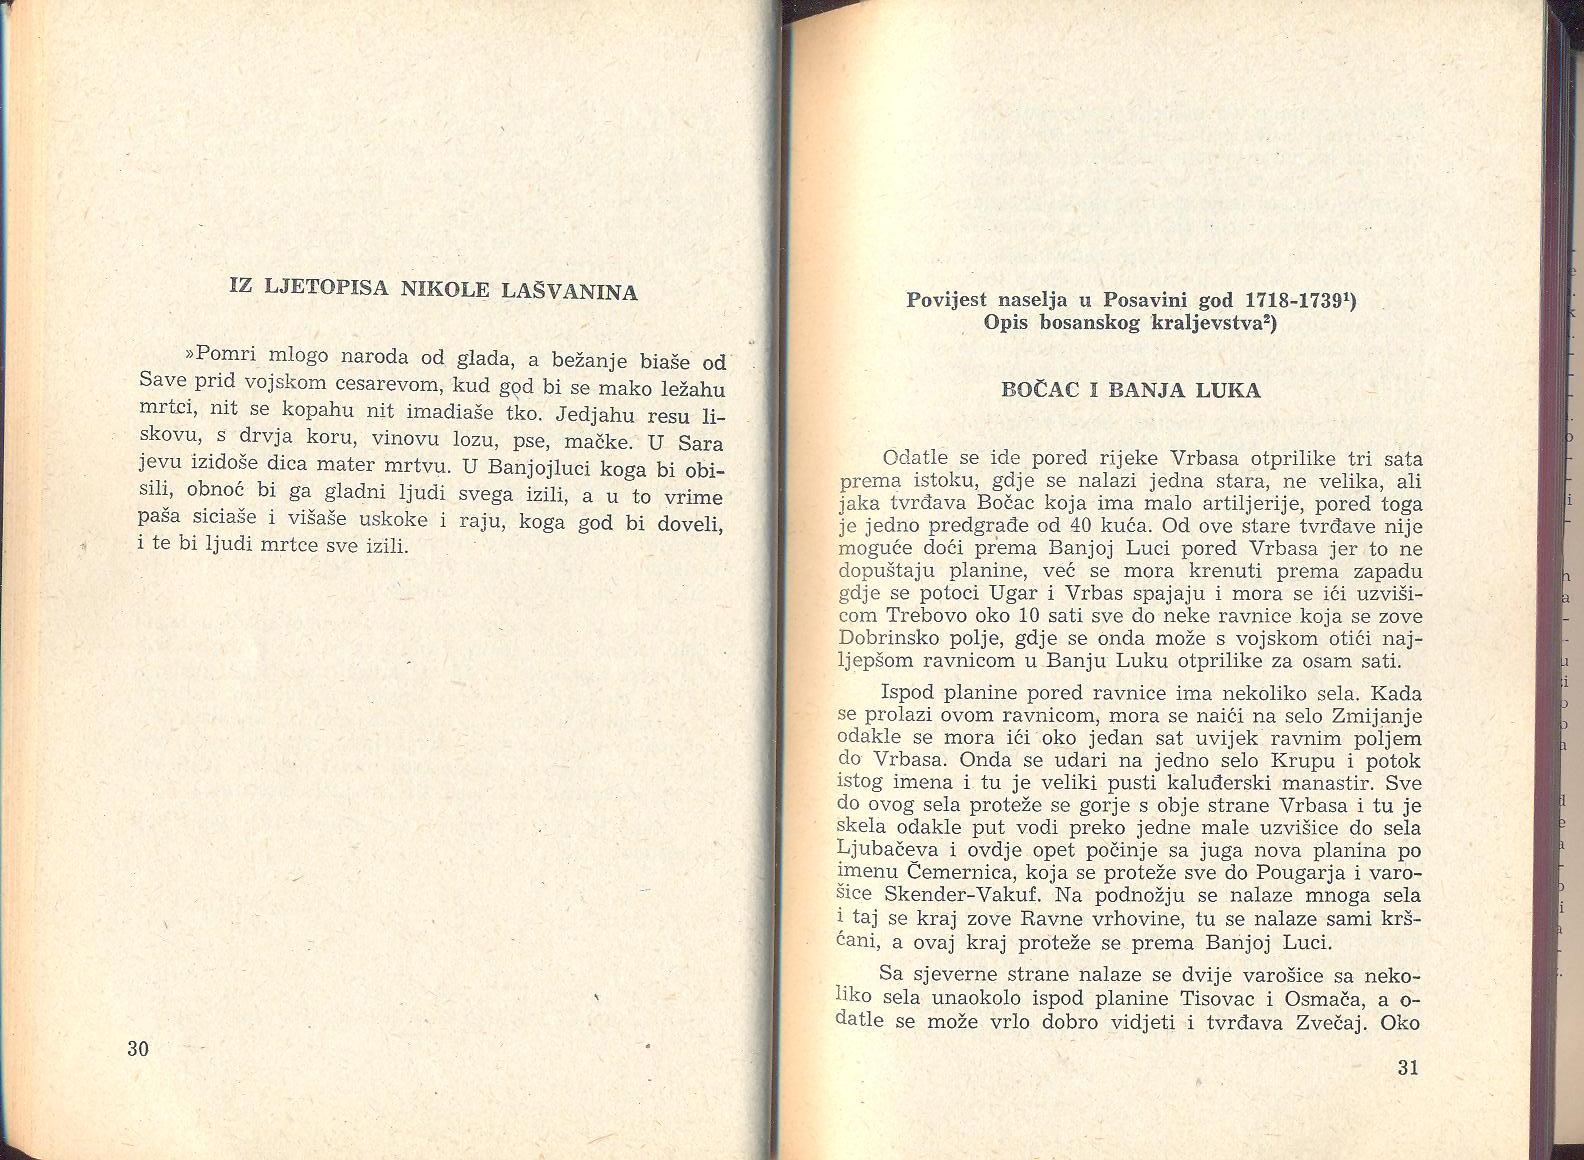 IZ LJETOPISA NIKOLE LAŠVANINA
»Pomri mlogo naroda od glada, a bežanje biaše od
Save prid vojskom cesarevom, kud god bi se mako ležahu
mrtci, nit se kopahu nit imadiaše tko. Jedjahu resu li-
skovu, s drvja koru, vinovu lozu, pse, mačke. U Sara
jevu izidoše dica mater mrtvu. U Banjojluci koga bi obi-
sili, obnoć bi ga gladni ljudi svega izili, a u to vrime
paša siciaše i višaše uskoke i raju, koga god bi doveli,
i te bi ljudi mrtce sve izili.
30
Povijest naselja u Posavini god 1718-1739¹)
Opis bosanskog kraljevstva²)
BOČAC I BANJA LUKA
Odatle se ide pored rijeke Vrbasa otprilike tri sata
prema istoku, gdje se nalazi jedna stara, ne velika, ali
jaka tvrđava Bočac koja ima malo artiljerije, pored toga
je jedno predgrađe od 40 kuća. Od ove stare tvrđave nije
moguće doći prema Banjoj Luci pored Vrbasa jer to ne
dopuštaju planine, već se mora krenuti prema zapadu
gdje se potoci Ugar i Vrbas spajaju i mora se ići uzviši-
com Trebovo oko 10 sati sve do neke ravnice koja se zove
Dobrinsko polje, gdje se onda može s vojskom otići naj-
ljepšom ravnicom u Banju Luku otprilike za osam sati.
Ispod planine pored ravnice ima nekoliko sela. Kada
se prolazi ovom ravnicom, mora se naići na selo Zmijanje
odakle se mora ići oko jedan sat uvijek ravnim poljem
do Vrbasa. Onda se udari na jedno selo Krupu i potok
istog imena i tu je veliki pusti kaluđerski manastir. Sve
do ovog sela proteže se gorje s obje strane Vrbasa i tu je
skela odakle put vodi preko jedne male uzvišice do sela
Ljubačeva i ovdje opet počinje sa juga nova planina po
imenu Čemernica, koja se proteže sve do Pougarja i varo-
šice Skender-Vakuf. Na podnožju se nalaze mnoga sela
i taj se kraj zove Ravne vrhovine, tu se nalaze sami krš-
ćani, a ovaj kraj proteže se prema Banjoj Luci.
Sa sjeverne strane nalaze se dvije varošice sa neko-
liko sela unaokolo ispod planine Tisovac i Osmača, a o-
datle se može vrlo dobro vidjeti i tvrđava Zvečaj. Oko
31